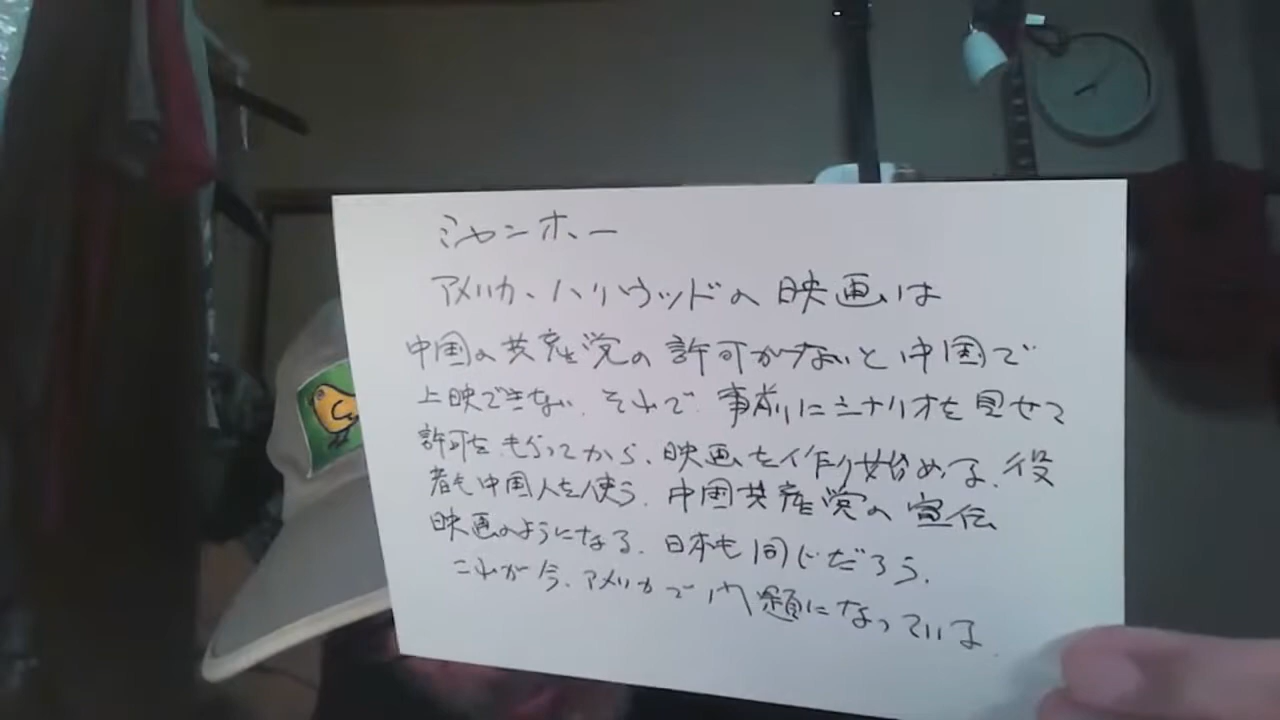 ミャンホー
アメリカ、ハリウッドの映画は
中国の共産党の許可がないと中国で
上映できない。それで事前にシナリオを見せて
許可をもらってから、映画を作り始める。役
者も中国人を使う。中国共産党の宣伝
映画のようになる。日本も同じだろう。
これが今、アメリカで問題になっている。